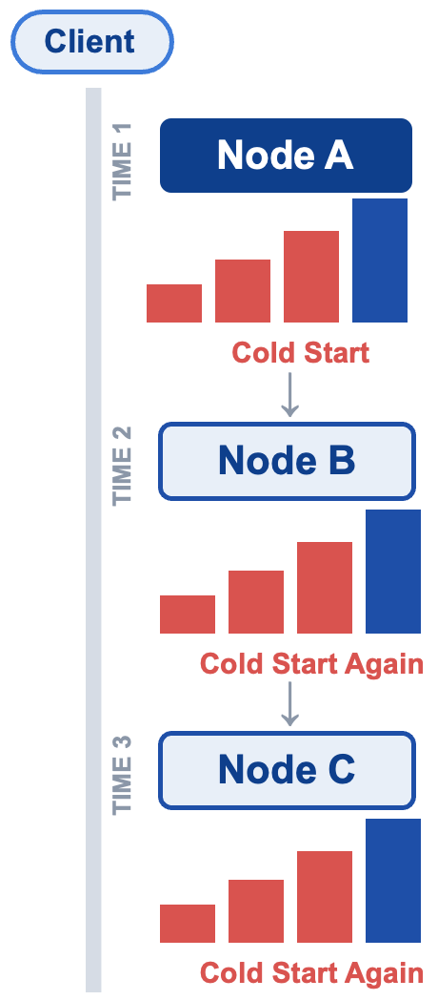 Client
TIME 1
Node A
Cold Start
TIME 2
Node B
Cold Start Again
TIME 3
Node C
Cold Start Again